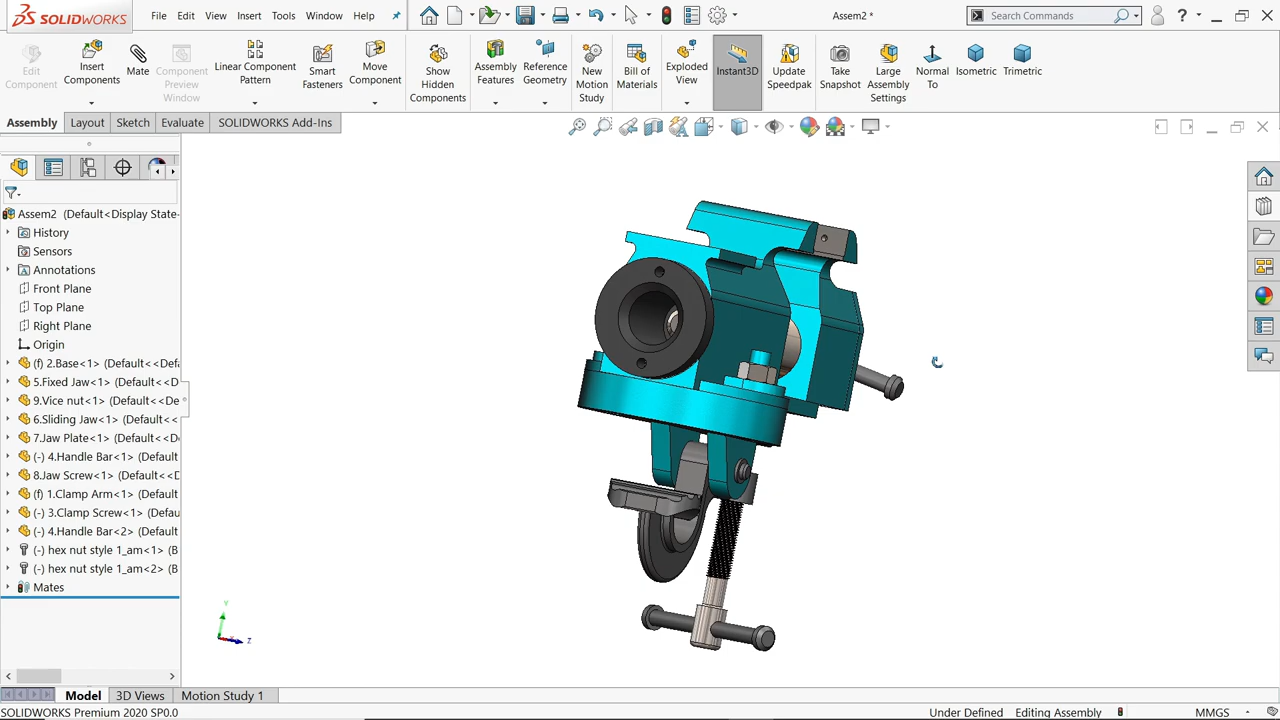 SOLIDWORKS
File Edit View Insert Tools Window Help
Assem2 *
Search Commands
?
Edit Component
Insert Components
Mate
Component Preview Window
Linear Component Pattern
Smart Fasteners
Move Component
Show Hidden Components
Assembly Features
Reference Geometry
New Motion Study
Bill of Materials
Exploded View
Instant3D
Update Speedpak
Take Snapshot
Large Assembly Settings
Normal To
Isometric
Trimetric
Assembly Layout Sketch Evaluate SOLIDWORKS Add-Ins
Assem2 (Default<Display State-
History
Sensors
Annotations
Front Plane
Top Plane
Right Plane
Origin
(f) 2.Base<1> (Default<<Def
5.Fixed Jaw<1> (Default<<D
9.Vice nut<1> (Default<<De
6.Sliding Jaw<1> (Default<<
7.Jaw Plate<1> (Default<<D
(-) 4.Handle Bar<1> (Default
8.Jaw Screw<1> (Default<<D
(f) 1.Clamp Arm<1> (Default
(-) 3.Clamp Screw<1> (Defau
(-) 4.Handle Bar<2> (Default
(-) hex nut style 1_am<1> (B
(-) hex nut style 1_am<2> (B
Mates
Y
Z
Model 3D Views Motion Study 1
SOLIDWORKS Premium 2020 SP0.0
Under Defined Editing Assembly MMGS